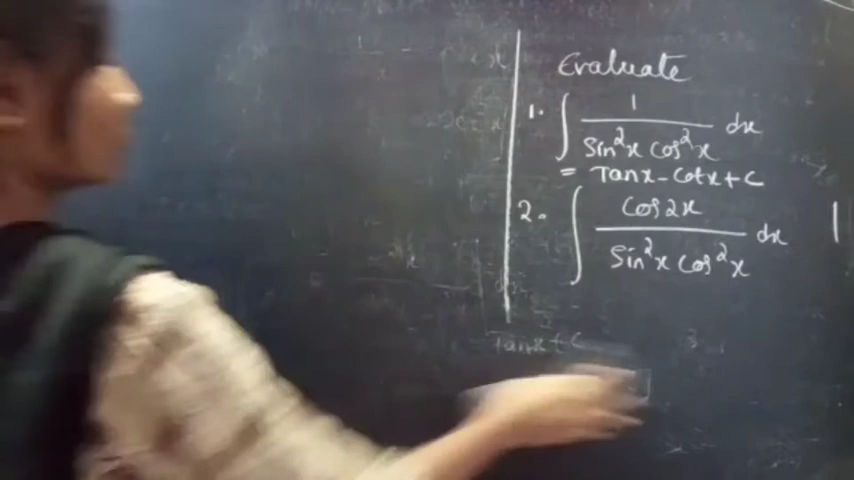 Evaluate
1. ∫ 1 / Sin²x Cos²x dx
= Tanx - Cotx + C
2. ∫ Cos2x / Sin²x Cos²x dx
Tanx + C